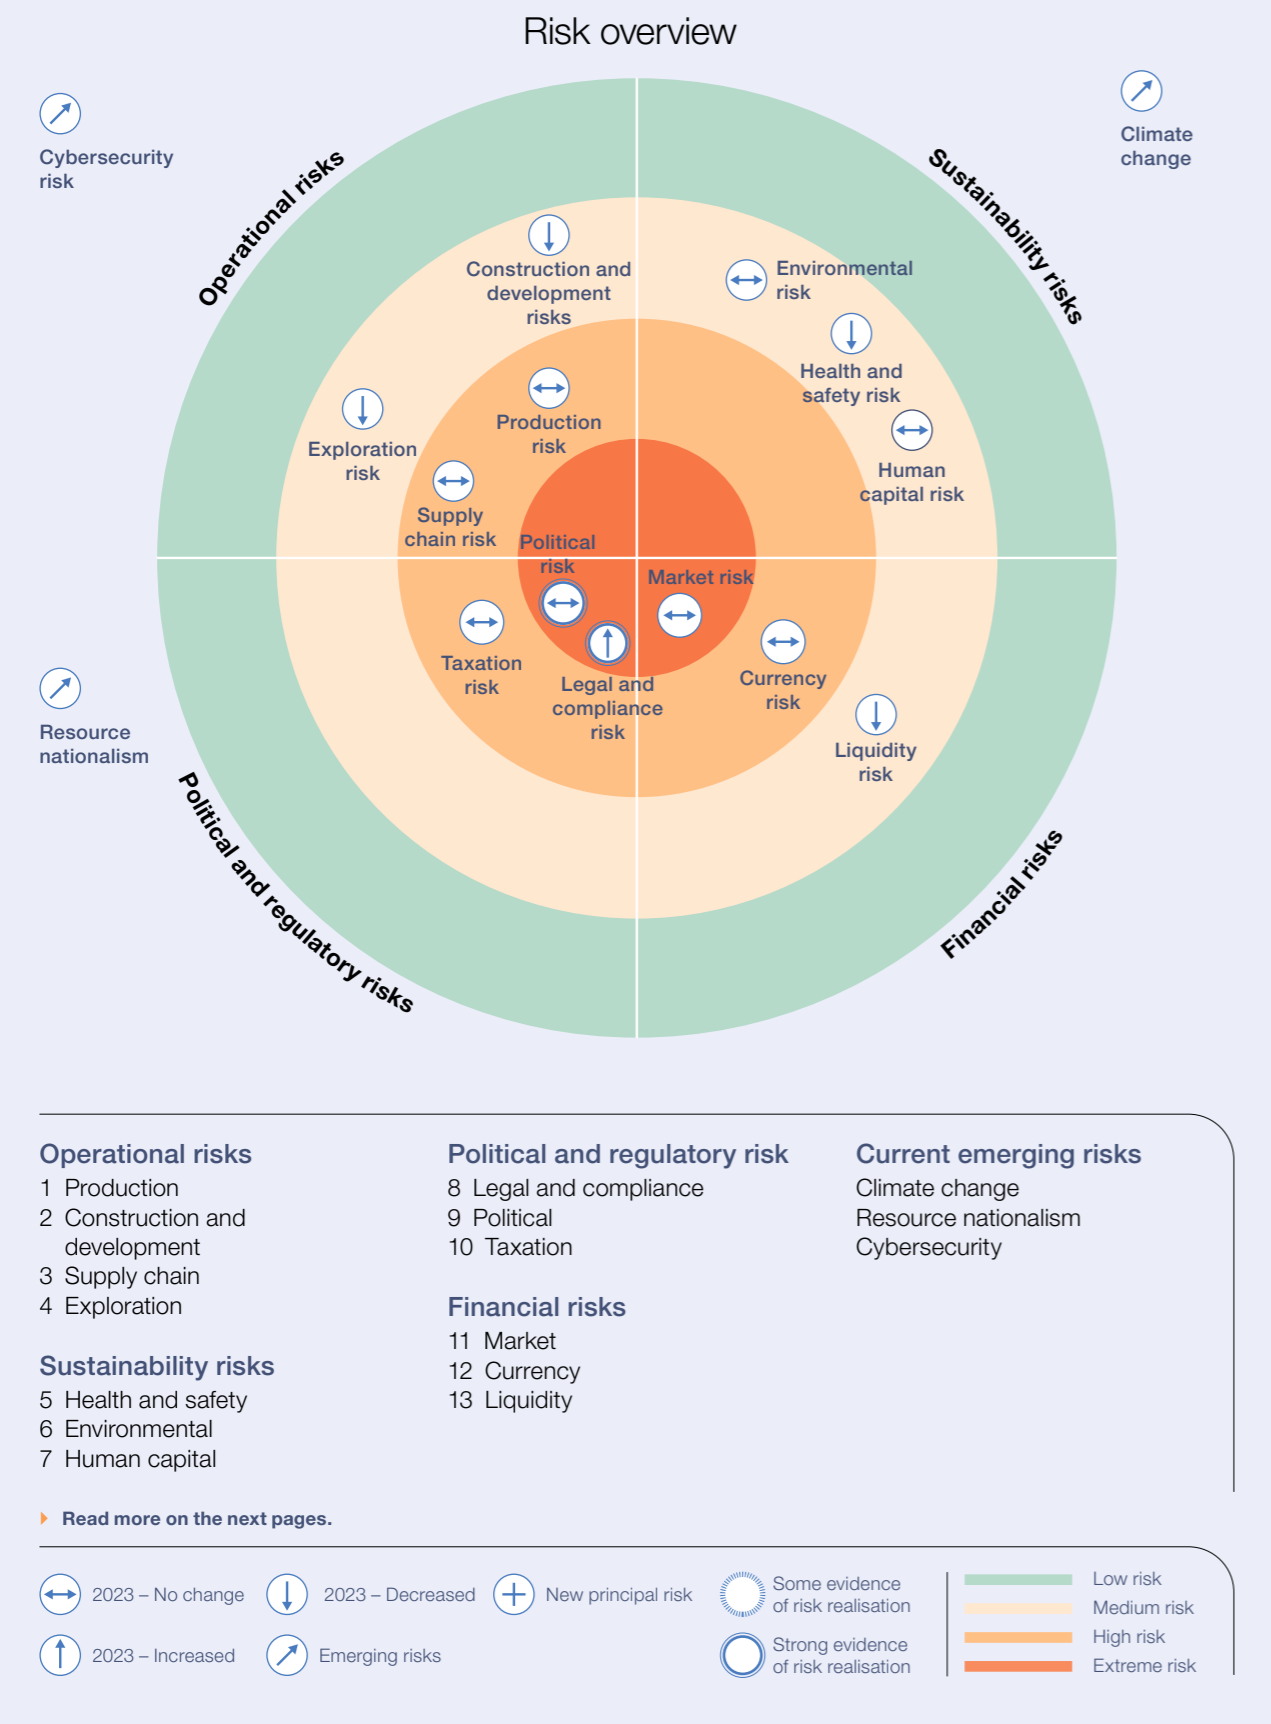 Risk overview
Cybersecurity
risk
Climate
change
Operational risks
Sustainability risks
Construction and
development
risks
Environmental
risk
Health and
safety risk
Production
risk
Exploration
risk
Human
capital risk
Supply
chain risk
Political
risk
Market risk
Taxation
risk
Legal and
compliance
risk
Currency
risk
Liquidity
risk
Resource
nationalism
Political and regulatory risks
Financial risks
Operational risks
1 Production
2 Construction and
development
3 Supply chain
4 Exploration
Sustainability risks
5 Health and safety
6 Environmental
7 Human capital
Political and regulatory risk
8 Legal and compliance
9 Political
10 Taxation
Financial risks
11 Market
12 Currency
13 Liquidity
Current emerging risks
Climate change
Resource nationalism
Cybersecurity
Read more on the next pages.
2023 – No change
2023 – Decreased
New principal risk
2023 – Increased
Emerging risks
Some evidence
of risk realisation
Strong evidence
of risk realisation
Low risk
Medium risk
High risk
Extreme risk